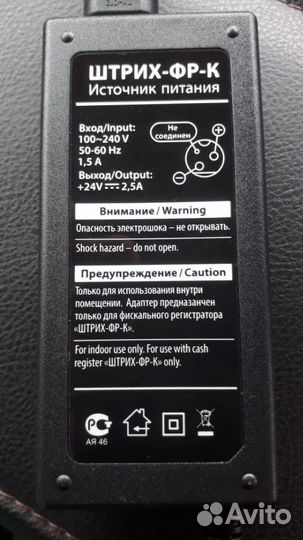 ШТРИХ-ФР-К
Источник питания
Вход/Input:
100~240 V
50-60 Hz
1,5 A
Выход/Output:
+24V 2,5A
Не
соединен
Внимание / Warning
Опасность электрошока – не открывать.
Shock hazard – do not open.
Предупреждение / Caution
Только для использования внутри
помещении. Адаптер предназначен
только для фискального регистратора
«ШТРИХ-ФР-К».
For indoor use only. For use with cash
register «ШТРИХ-ФР-К» only.
АЯ 46
Avito